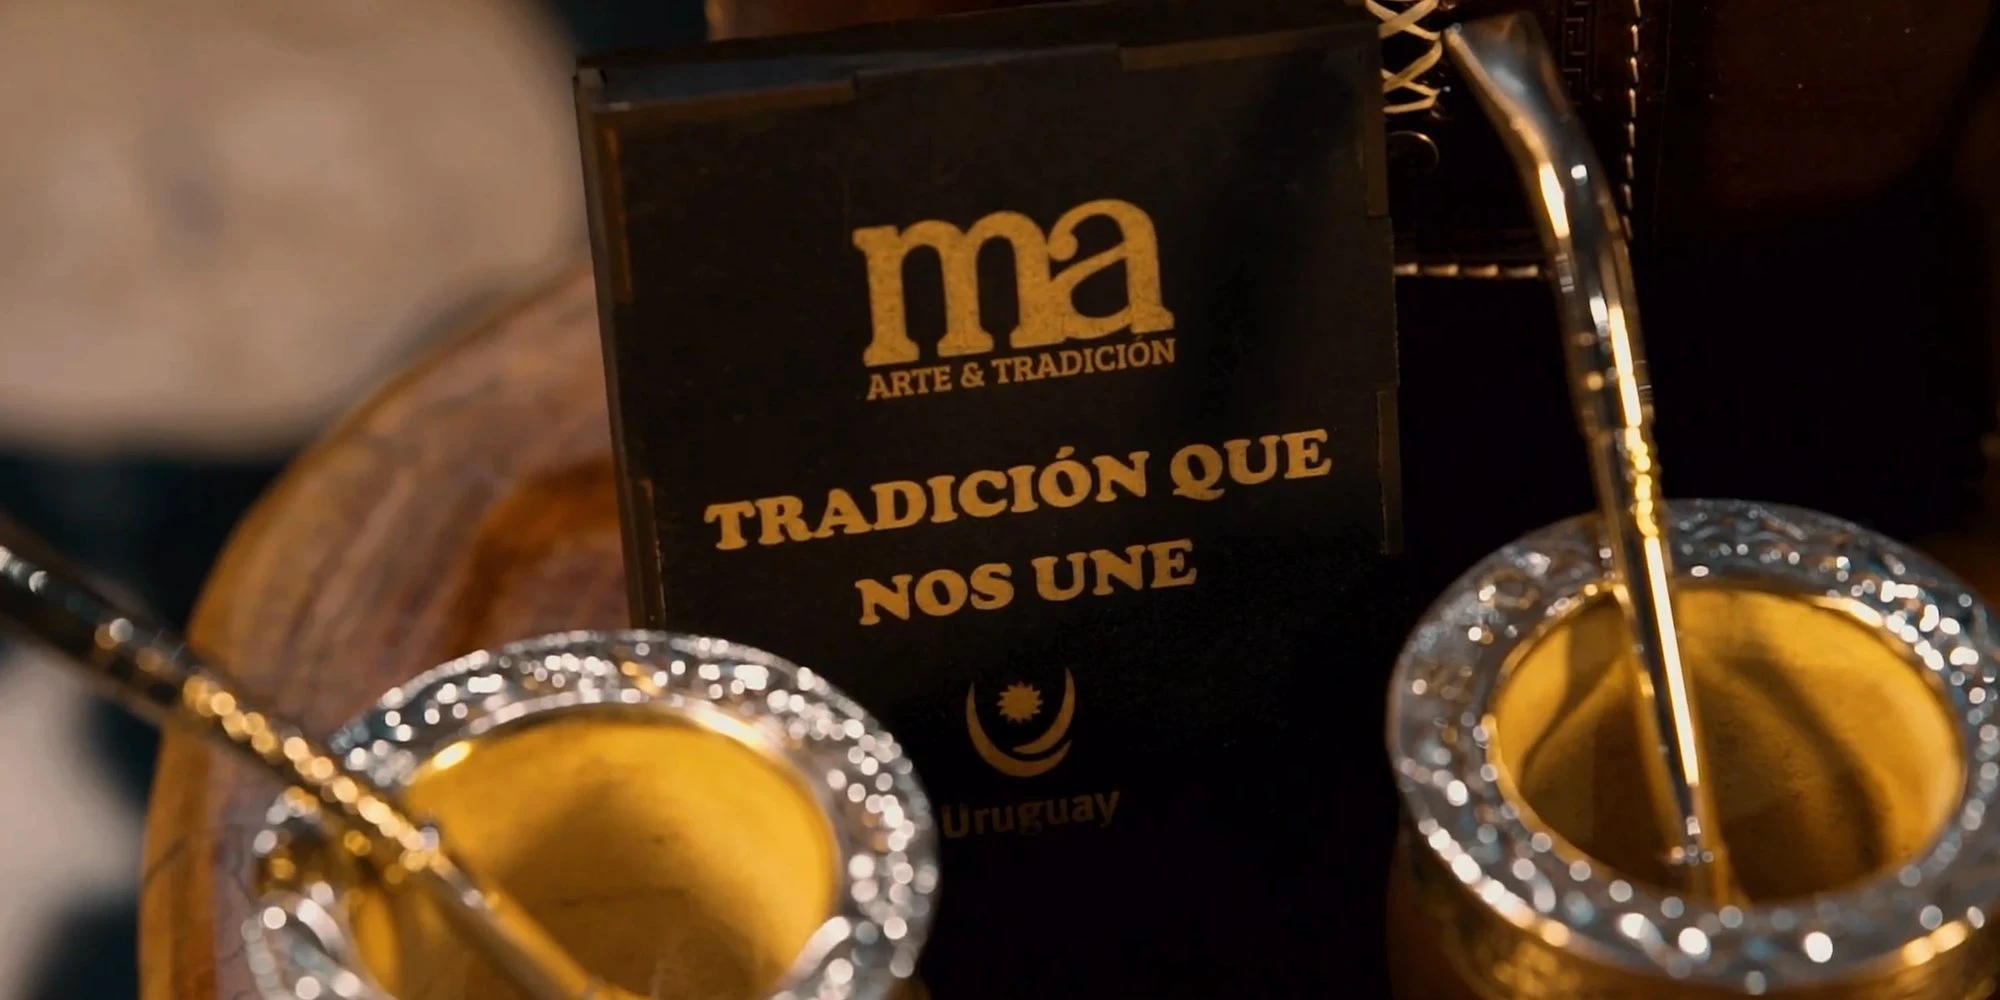 ma
ARTE & TRADICIÓN
TRADICIÓN QUE
NOS UNE
Uruguay